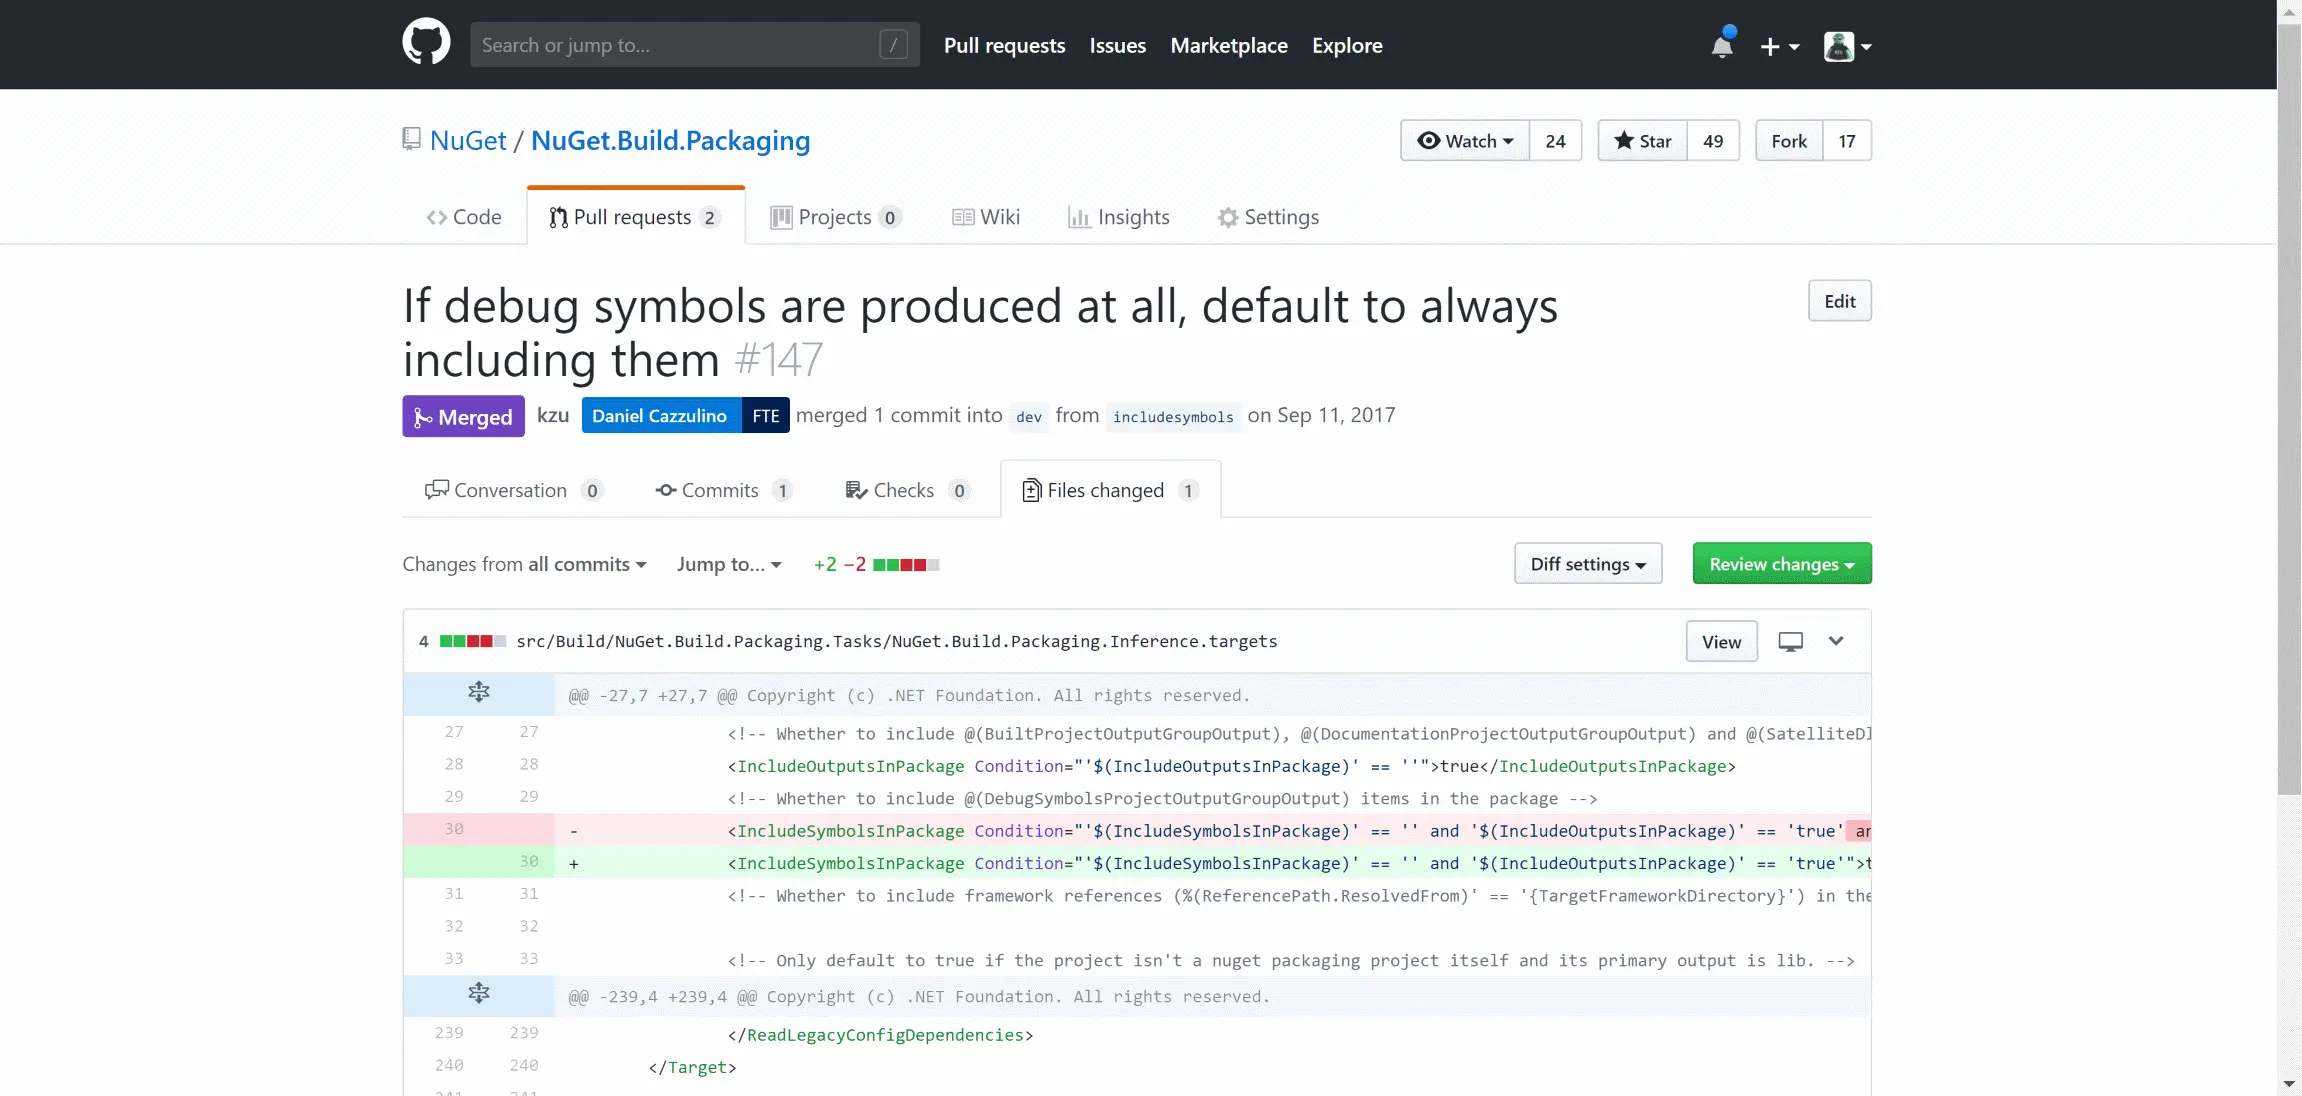 Search or jump to... / Pull requests Issues Marketplace Explore
NuGet / NuGet.Build.Packaging Watch 24 Star 49 Fork 17
Code Pull requests 2 Projects 0 Wiki Insights Settings
If debug symbols are produced at all, default to always
including them #147 Edit
Merged kzu Daniel Cazzulino FTE merged 1 commit into dev from includesymbols on Sep 11, 2017
Conversation 0 Commits 1 Checks 0 Files changed 1
Changes from all commits Jump to... +2 −2 Diff settings Review changes
4 src/Build/NuGet.Build.Packaging.Tasks/NuGet.Build.Packaging.Inference.targets View
@@ -27,7 +27,7 @@ Copyright (c) .NET Foundation. All rights reserved.
27 27 <!-- Whether to include @(BuiltProjectOutputGroupOutput), @(DocumentationProjectOutputGroupOutput) and @(SatelliteDl
28 28 <IncludeOutputsInPackage Condition="'$(IncludeOutputsInPackage)' == ''">true</IncludeOutputsInPackage>
29 29 <!-- Whether to include @(DebugSymbolsProjectOutputGroupOutput) items in the package -->
30 - <IncludeSymbolsInPackage Condition="'$(IncludeSymbolsInPackage)' == '' and '$(IncludeOutputsInPackage)' == 'true' an
30 + <IncludeSymbolsInPackage Condition="'$(IncludeSymbolsInPackage)' == '' and '$(IncludeOutputsInPackage)' == 'true'">t
31 31 <!-- Whether to include framework references (%(ReferencePath.ResolvedFrom)' == '{TargetFrameworkDirectory}') in the
32 32
33 33 <!-- Only default to true if the project isn't a nuget packaging project itself and its primary output is lib. -->
@@ -239,4 +239,4 @@ Copyright (c) .NET Foundation. All rights reserved.
239 239 </ReadLegacyConfigDependencies>
240 240 </Target>